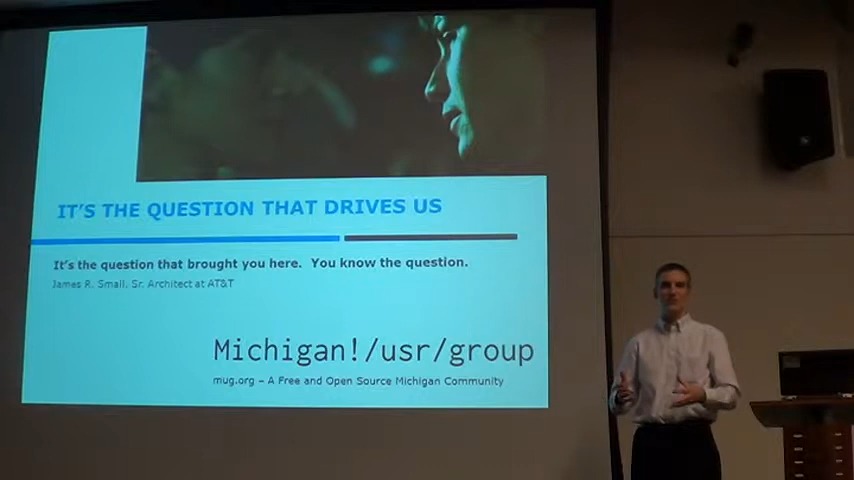 IT'S THE QUESTION THAT DRIVES US
It's the question that brought you here.  You know the question.
James R. Small, Sr. Architect at AT&T
Michigan!/usr/group
mug.org – A Free and Open Source Michigan Community